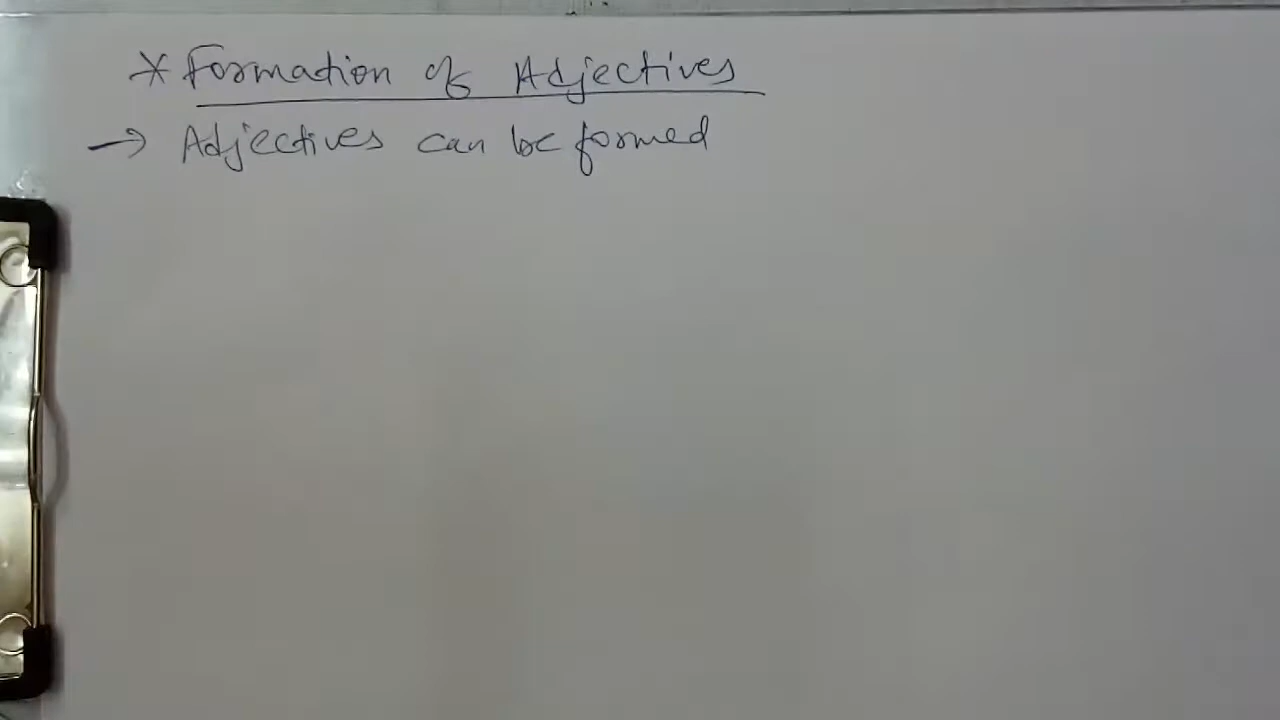 * Formation of Adjectives
→ Adjectives can be formed